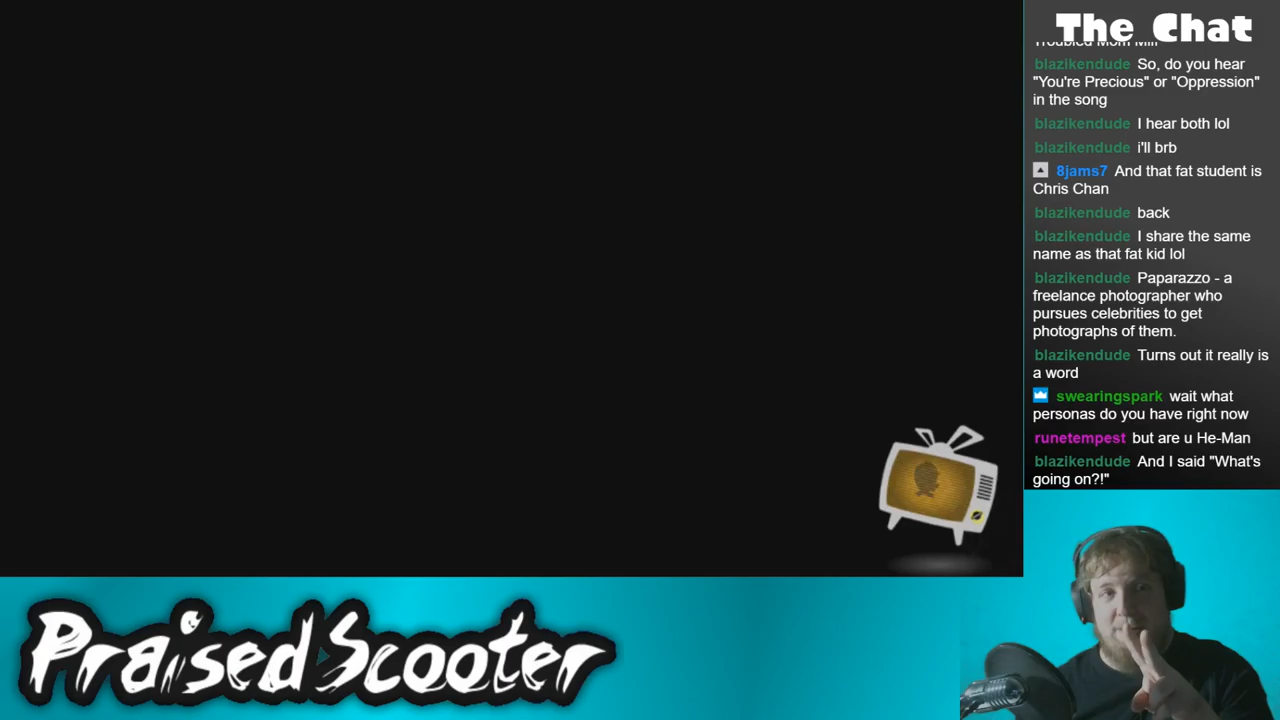 The Chat
Troubled Mom Milf
blazikendude So, do you hear
"You're Precious" or "Oppression"
in the song
blazikendude I hear both lol
blazikendude i'll brb
8jams7 And that fat student is
Chris Chan
blazikendude back
blazikendude I share the same
name as that fat kid lol
blazikendude Paparazzo - a
freelance photographer who
pursues celebrities to get
photographs of them.
blazikendude Turns out it really is
a word
swearingspark wait what
personas do you have right now
runetempest but are u He-Man
blazikendude And I said "What's
going on?!"
PraisedScooter